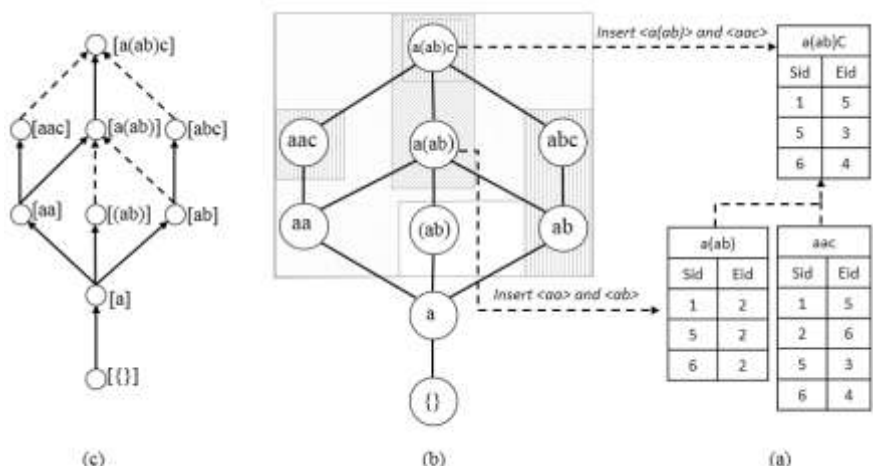 [a(ab)c]
[aac]
[a(ab)]
[abc]
[aa]
[(ab)]
[ab]
[a]
[{}]
(c)
a(ab)c
aac
a(ab)
abc
aa
(ab)
ab
a
{}
(b)
Insert <a(ab)> and <aac>
Insert <aa> and <ab>
a(ab)C
Sid Eid
1 5
5 3
6 4
a(ab)
Sid Eid
1 2
5 2
6 2
aac
Sid Eid
1 5
2 6
5 3
6 4
(a)